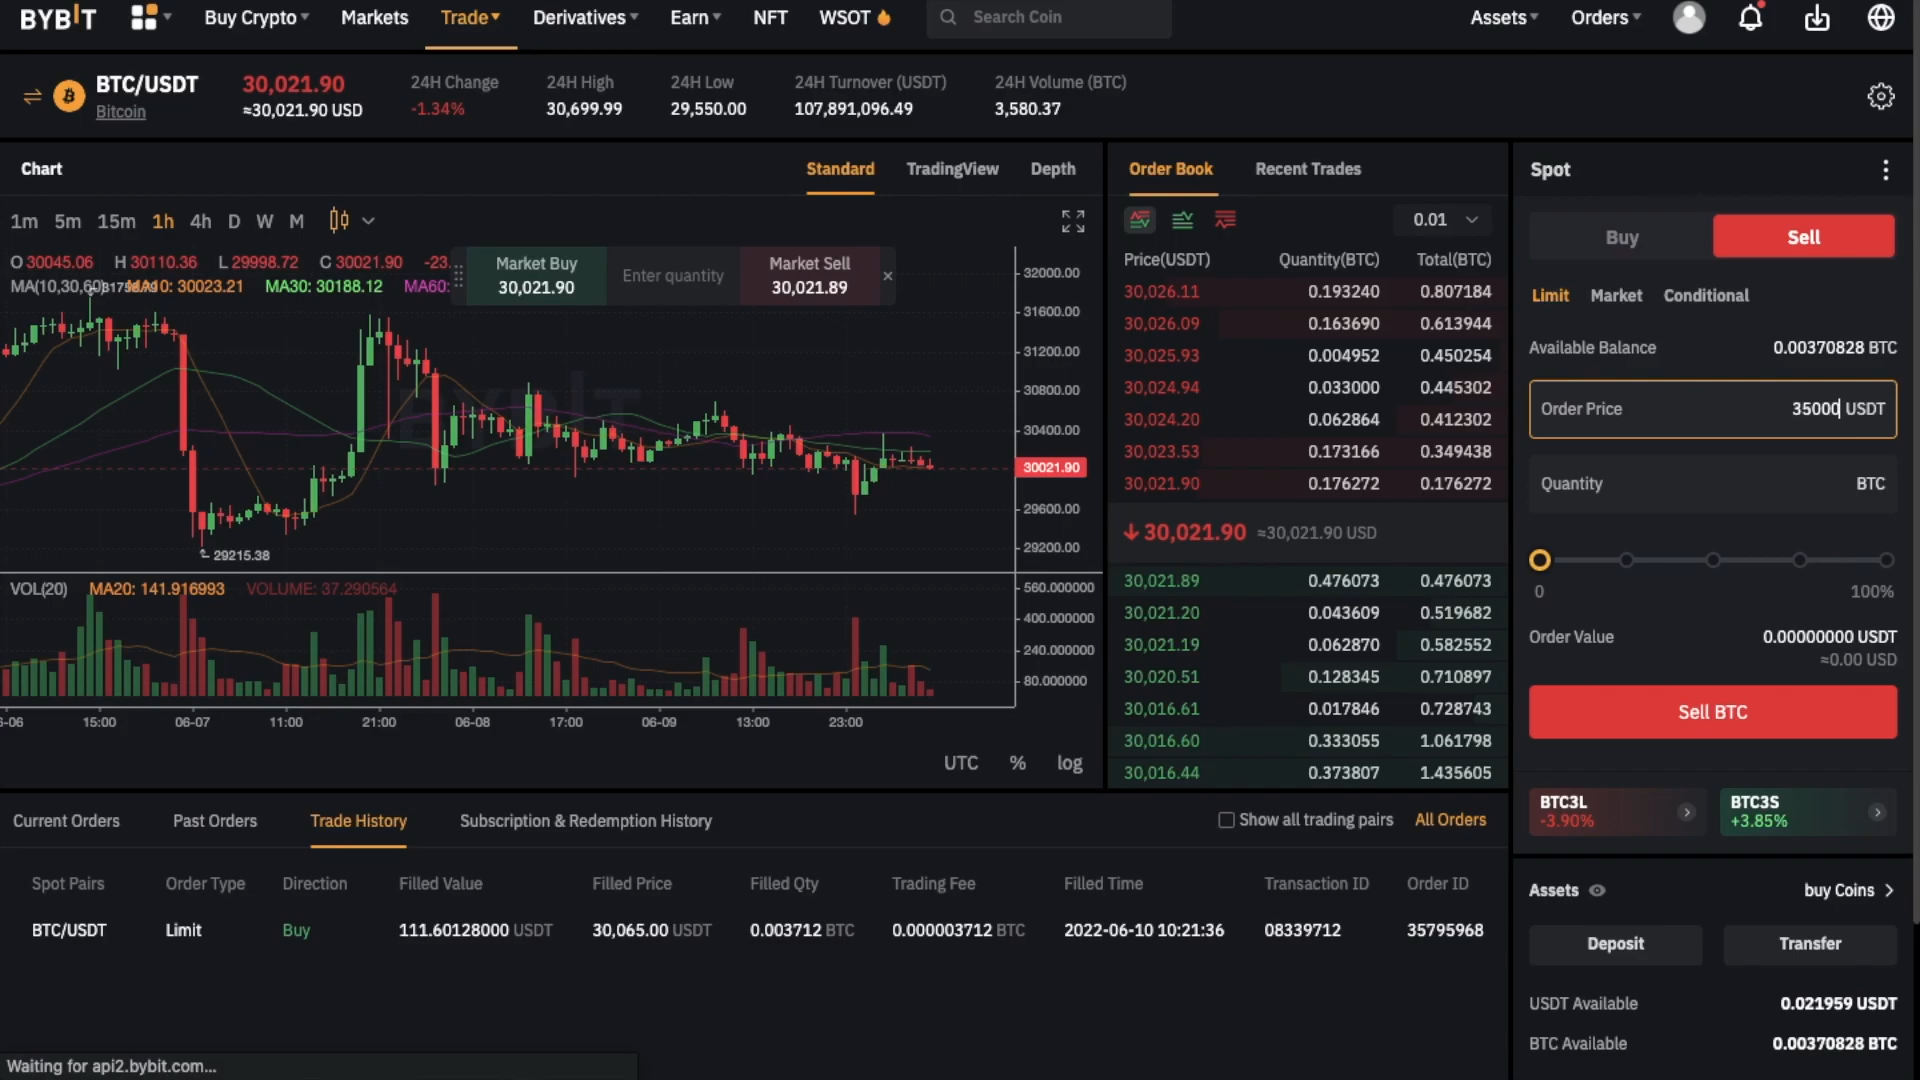 BYBIT Buy Crypto Markets Trade Derivatives Earn NFT WSOT Search Coin Assets Orders
BTC/USDT 30,021.90 24H Change 24H High 24H Low 24H Turnover (USDT) 24H Volume (BTC)
Bitcoin ≈30,021.90 USD -1.34% 30,699.99 29,550.00 107,891,096.49 3,580.37
Chart Standard TradingView Depth
1m 5m 15m 1h 4h D W M
O 30045.06 H 30110.36 L 29998.72 C 30021.90 -23.
MA(10,30,60) MA10: 30023.21 MA30: 30188.12 MA60:
Market Buy
30,021.90
Enter quantity
Market Sell
30,021.89
32000.00
31600.00
31200.00
30800.00
30400.00
30021.90
29600.00
29200.00
BYBIT
29215.38
VOL(20) MA20: 141.916993 VOLUME: 37.290564
560.000000
400.000000
240.000000
80.000000
6-06 15:00 06-07 11:00 21:00 06-08 17:00 06-09 13:00 23:00
UTC % log
Order Book Recent Trades
0.01
Price(USDT) Quantity(BTC) Total(BTC)
30,026.11 0.193240 0.807184
30,026.09 0.163690 0.613944
30,025.93 0.004952 0.450254
30,024.94 0.033000 0.445302
30,024.20 0.062864 0.412302
30,023.53 0.173166 0.349438
30,021.90 0.176272 0.176272
30,021.90 ≈30,021.90 USD
30,021.89 0.476073 0.476073
30,021.20 0.043609 0.519682
30,021.19 0.062870 0.582552
30,020.51 0.128345 0.710897
30,016.61 0.017846 0.728743
30,016.60 0.333055 1.061798
30,016.44 0.373807 1.435605
Spot
Buy Sell
Limit Market Conditional
Available Balance 0.00370828 BTC
Order Price 35000 USDT
Quantity BTC
0 100%
Order Value 0.00000000 USDT
≈0.00 USD
Sell BTC
BTC3L
-3.90%
BTC3S
+3.85%
Assets buy Coins
Deposit Transfer
USDT Available 0.021959 USDT
BTC Available 0.00370828 BTC
Current Orders Past Orders Trade History Subscription & Redemption History Show all trading pairs All Orders
Spot Pairs Order Type Direction Filled Value Filled Price Filled Qty Trading Fee Filled Time Transaction ID Order ID
BTC/USDT Limit Buy 111.60128000 USDT 30,065.00 USDT 0.003712 BTC 0.000003712 BTC 2022-06-10 10:21:36 08339712 35795968
Waiting for api2.bybit.com...